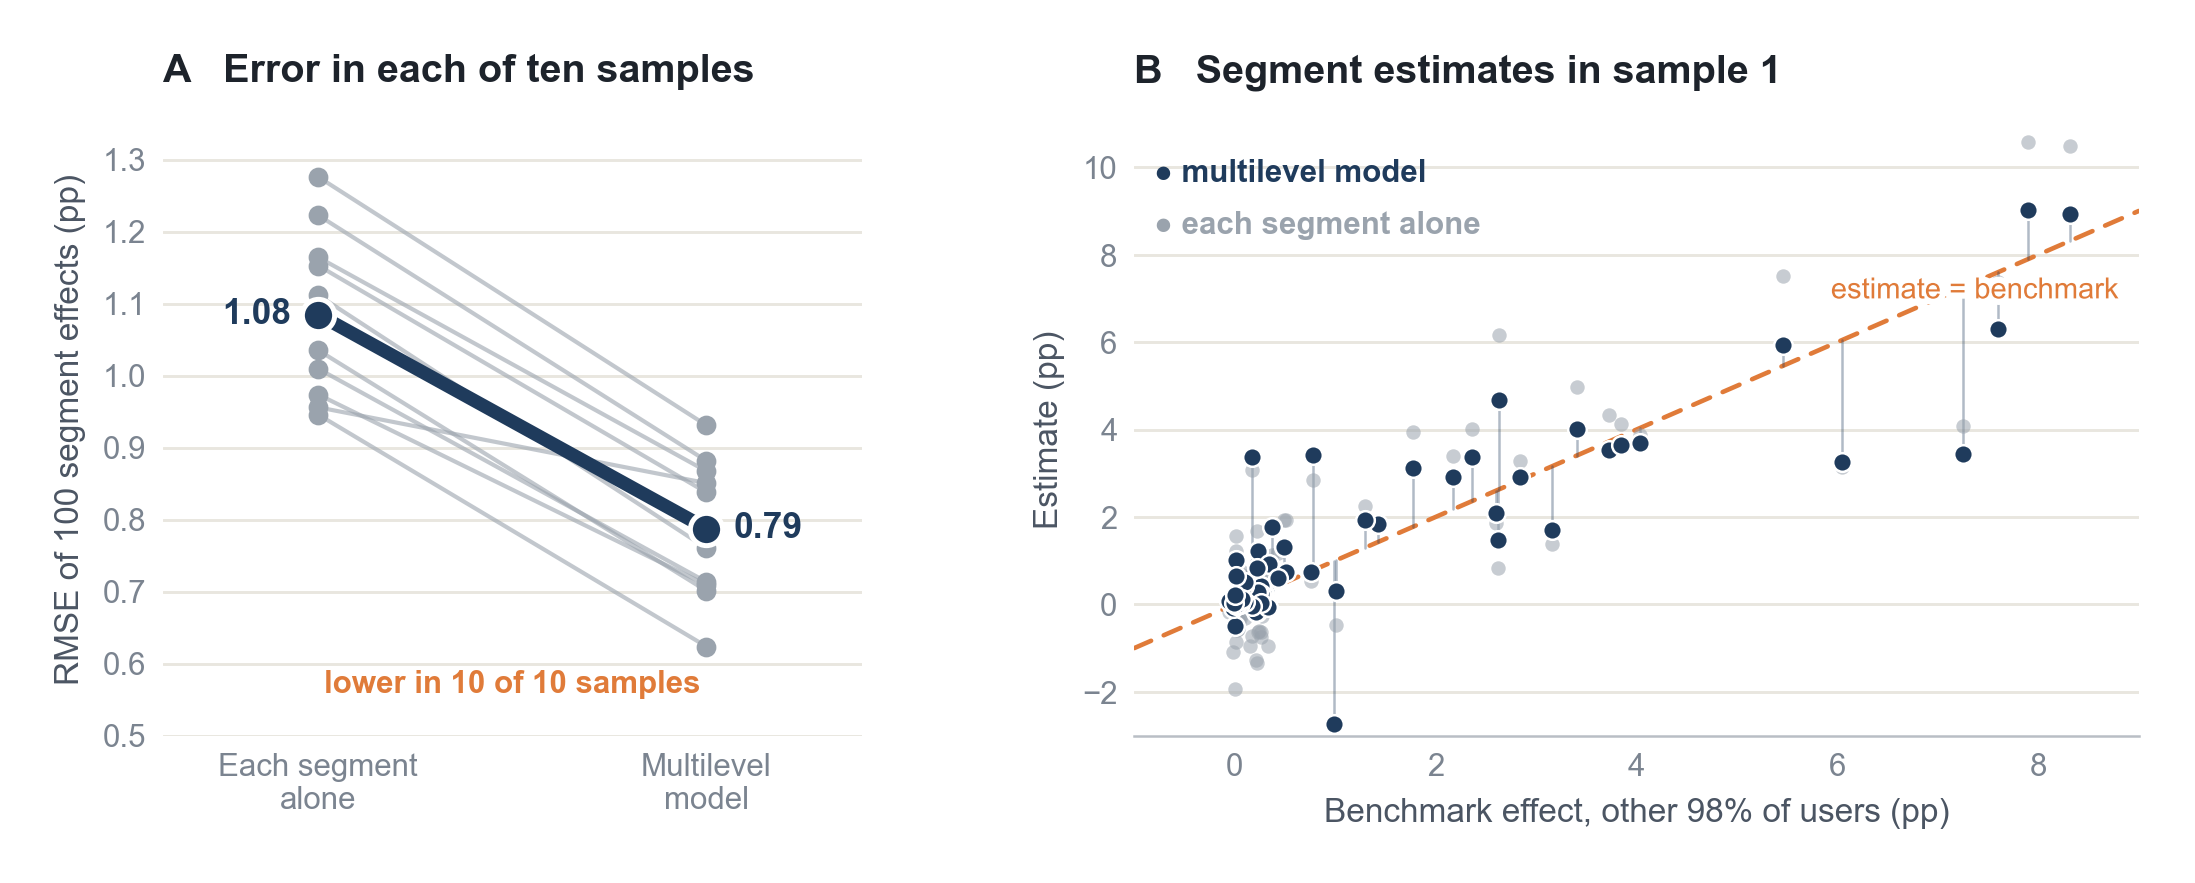 A Error in each of ten samples
RMSE of 100 segment effects (pp)
1.3
1.2
1.1
1.0
0.9
0.8
0.7
0.6
0.5
1.08
0.79
lower in 10 of 10 samples
Each segment
alone
Multilevel
model
B Segment estimates in sample 1
Estimate (pp)
10
8
6
4
2
0
−2
multilevel model
each segment alone
estimate = benchmark
0 2 4 6 8
Benchmark effect, other 98% of users (pp)